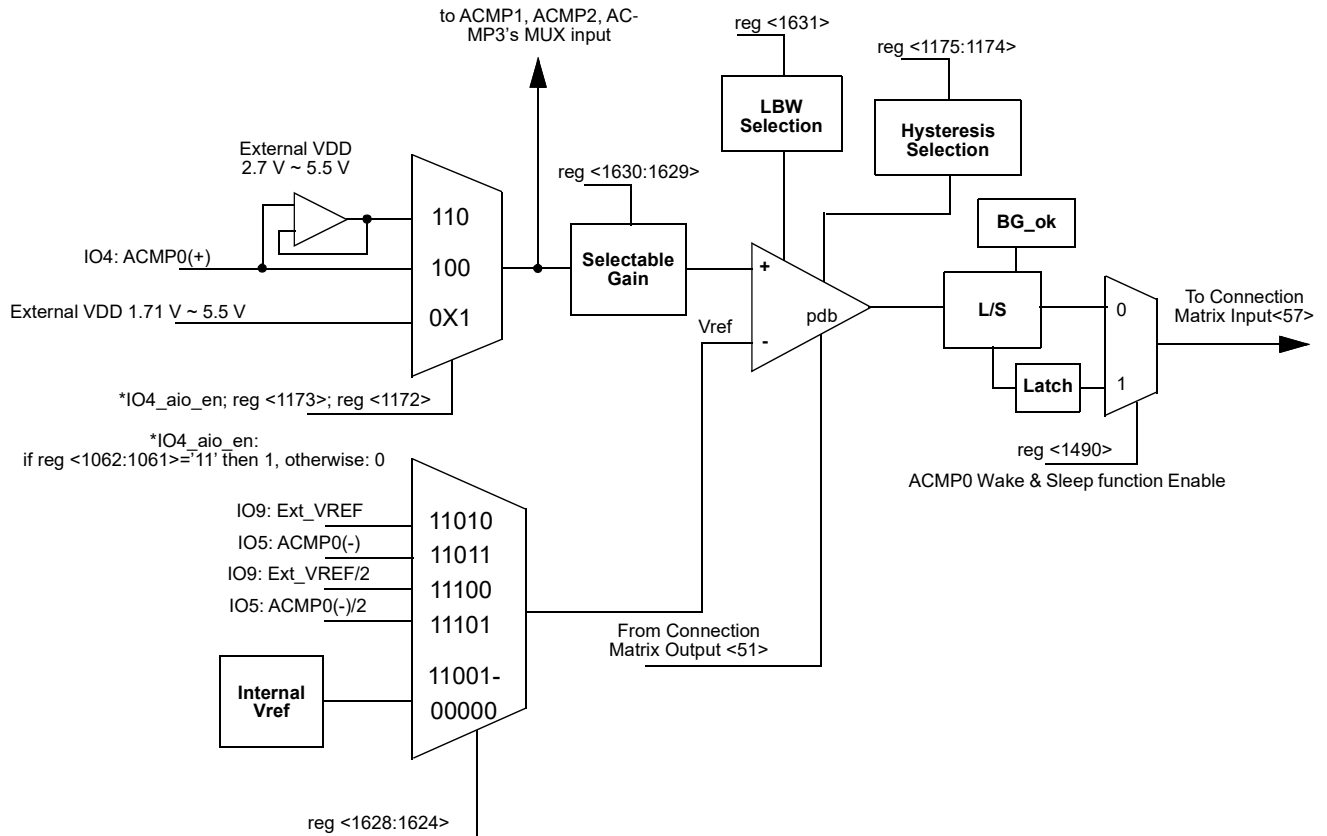 to ACMP1, ACMP2, AC-
MP3's MUX input
reg <1631>
reg <1175:1174>
LBW
Selection
Hysteresis
Selection
External VDD
2.7 V ~ 5.5 V
reg <1630:1629>
110
BG_ok
IO4: ACMP0(+)
100
Selectable
Gain
+
External VDD 1.71 V ~ 5.5 V
0X1
Vref
-
pdb
L/S
0
To Connection
Matrix Input<57>
Latch
1
*IO4_aio_en; reg <1173>; reg <1172>
*IO4_aio_en:
if reg <1062:1061>='11' then 1, otherwise: 0
reg <1490>
ACMP0 Wake & Sleep function Enable
IO9: Ext_VREF
11010
IO5: ACMP0(-)
11011
IO9: Ext_VREF/2
11100
IO5: ACMP0(-)/2
11101
From Connection
Matrix Output <51>
11001-
00000
Internal
Vref
reg <1628:1624>